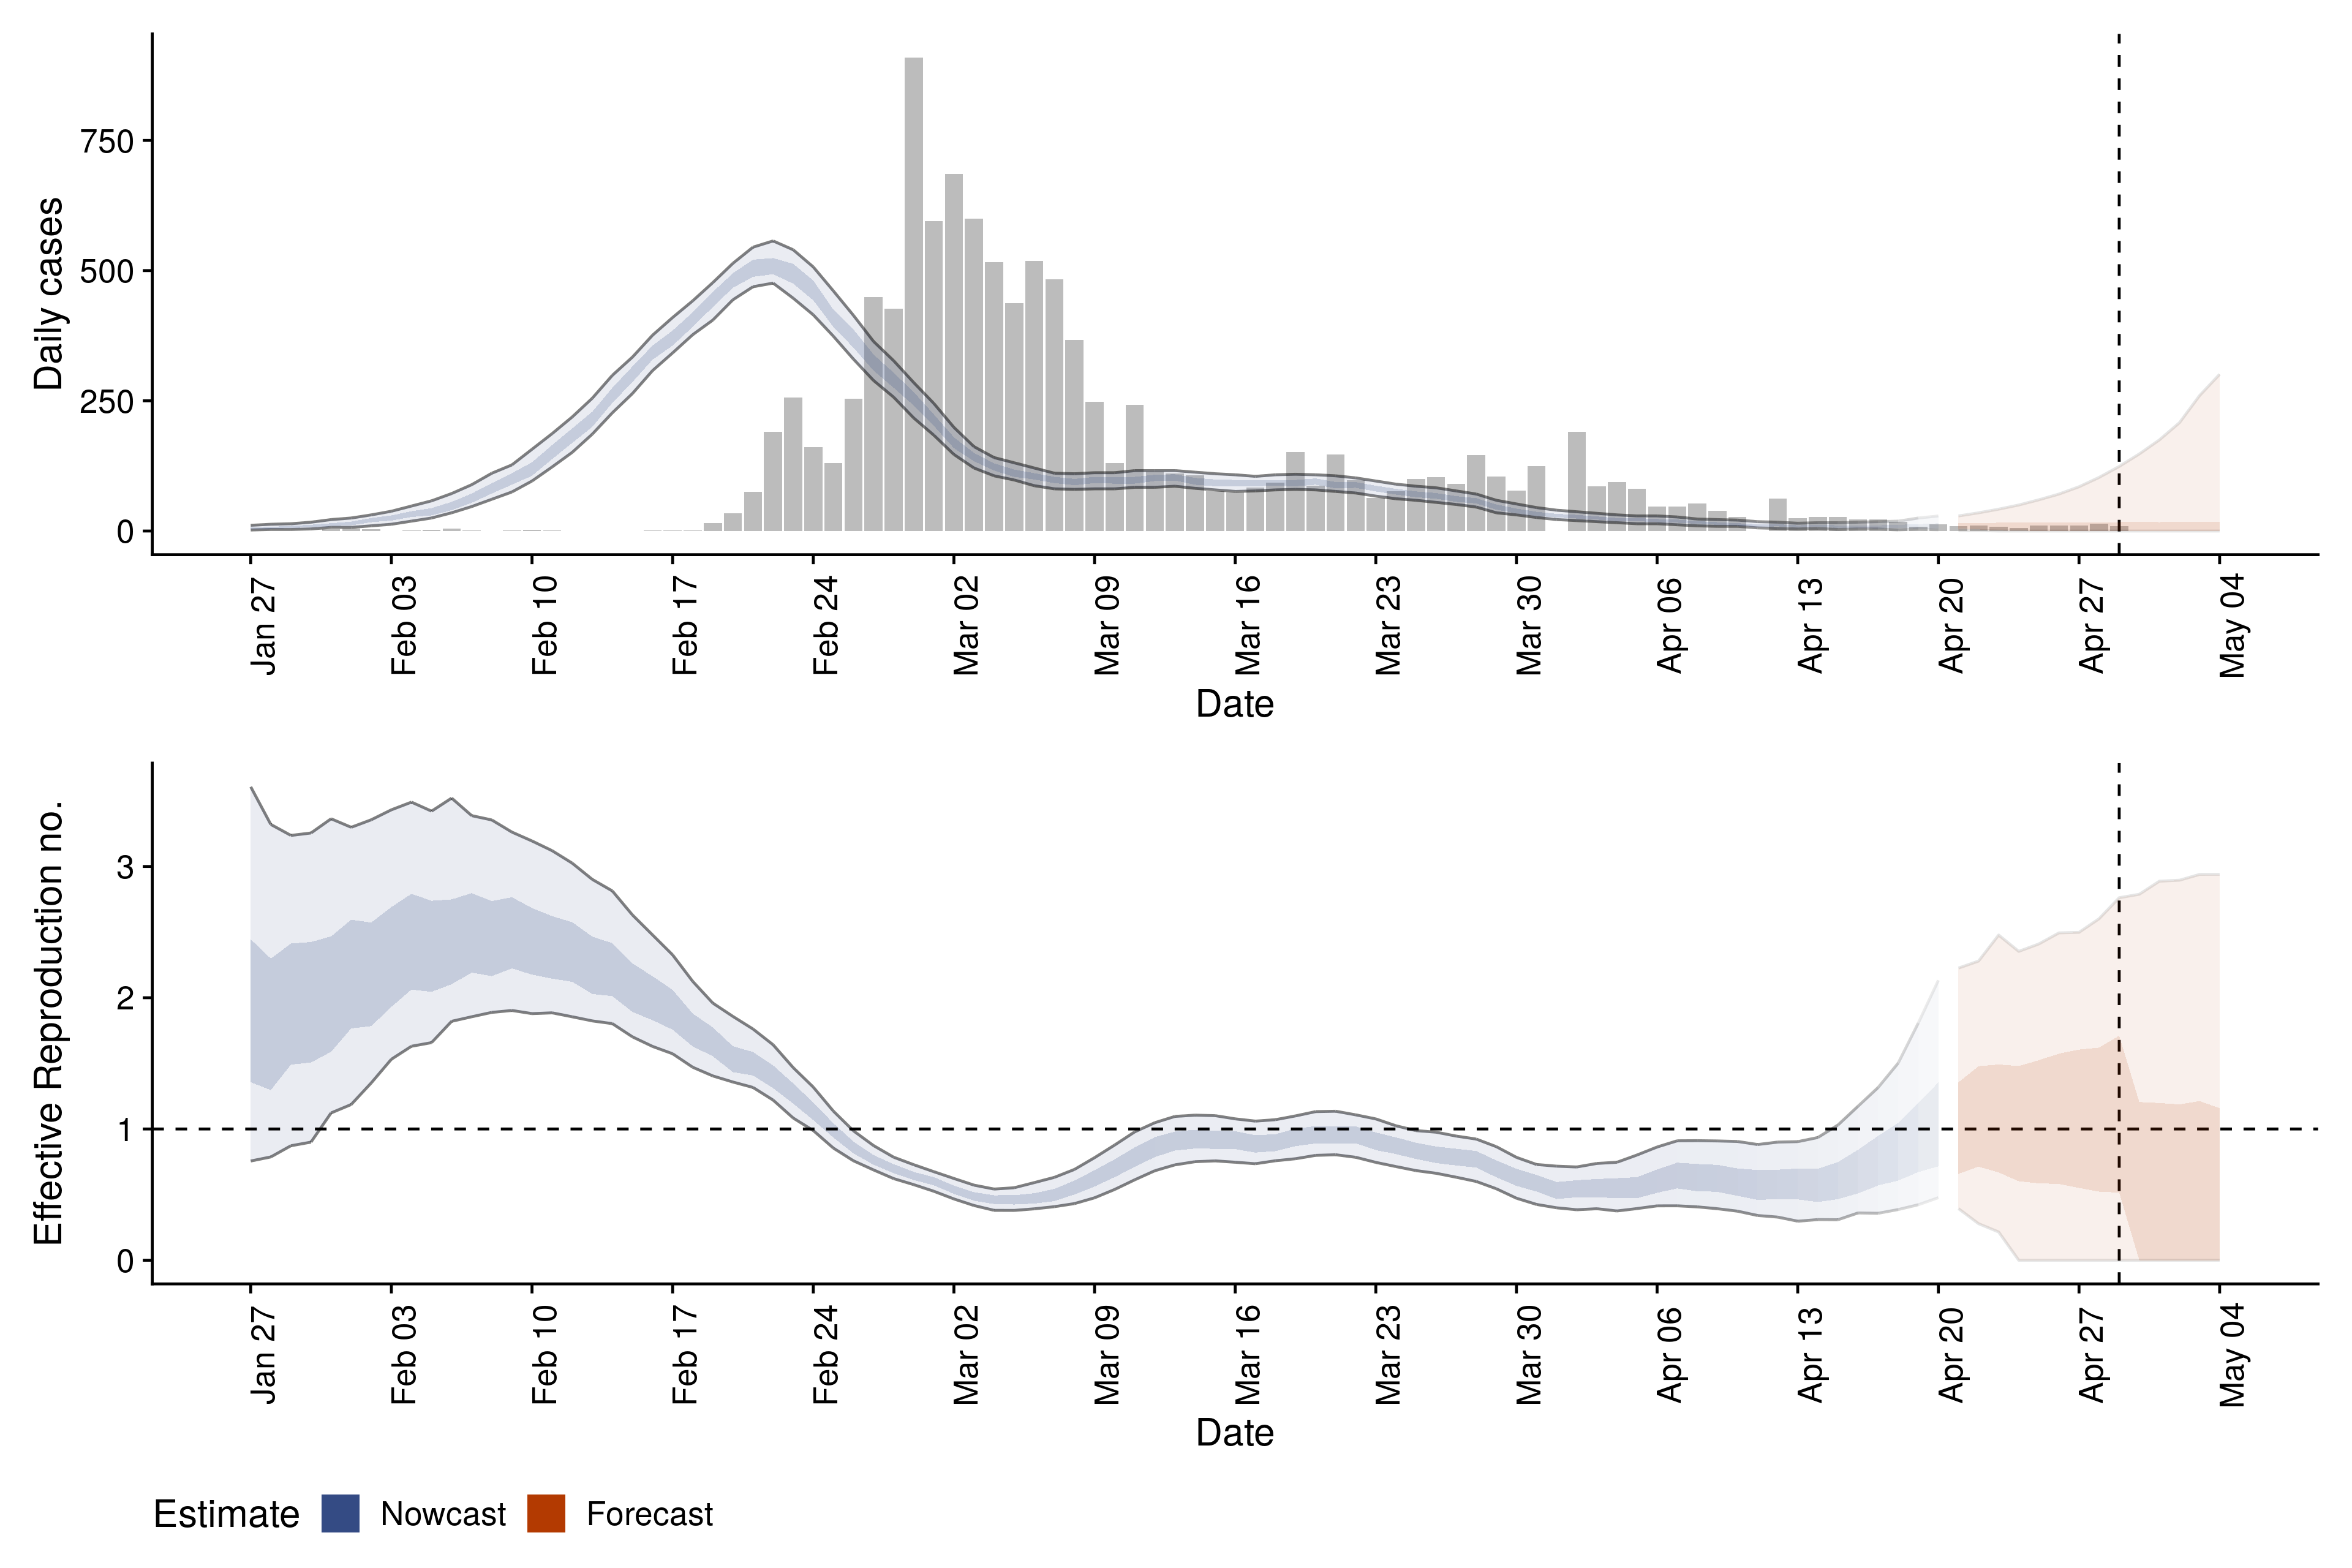 Daily cases
750
500
250
0
Jan 27
Feb 03
Feb 10
Feb 17
Feb 24
Mar 02
Mar 09
Mar 16
Mar 23
Mar 30
Apr 06
Apr 13
Apr 20
Apr 27
May 04
Date
Effective Reproduction no.
3
2
1
0
Jan 27
Feb 03
Feb 10
Feb 17
Feb 24
Mar 02
Mar 09
Mar 16
Mar 23
Mar 30
Apr 06
Apr 13
Apr 20
Apr 27
May 04
Date
Estimate Nowcast Forecast